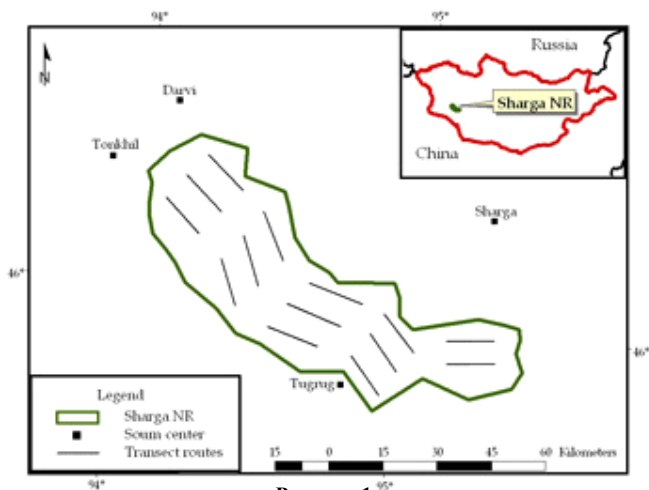 94°
95°
Russia
N
Sharga NR
Darvi
China
Tonkhil
Sharga
46°
46°
Tugrug
Legend
Sharga NR
Soum center
Transect routes
15 0 15 30 45 60 Kilometers
94°
95°